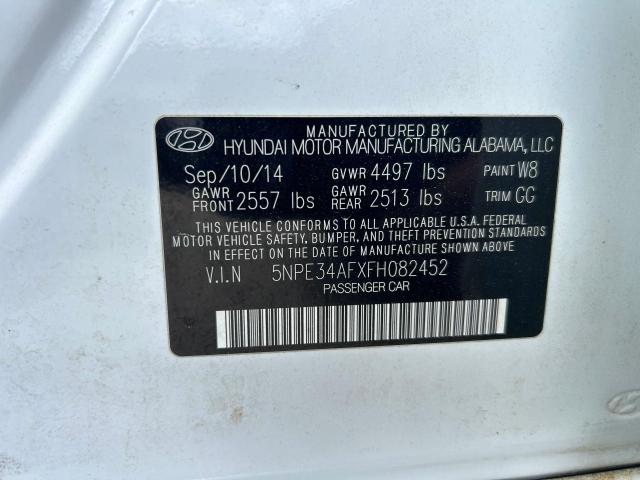 MANUFACTURED BY
HYUNDAI MOTOR MANUFACTURING ALABAMA, LLC
Sep/10/14 GVWR 4497 lbs PAINT W8
GAWR FRONT 2557 lbs GAWR REAR 2513 lbs TRIM GG
THIS VEHICLE CONFORMS TO ALL APPLICABLE U.S.A. FEDERAL
MOTOR VEHICLE SAFETY, BUMPER, AND THEFT PREVENTION
STANDARDS IN EFFECT ON THE DATE OF MANUFACTURE SHOWN ABOVE.
V.I.N 5NPE34AFXFH082452
PASSENGER CAR